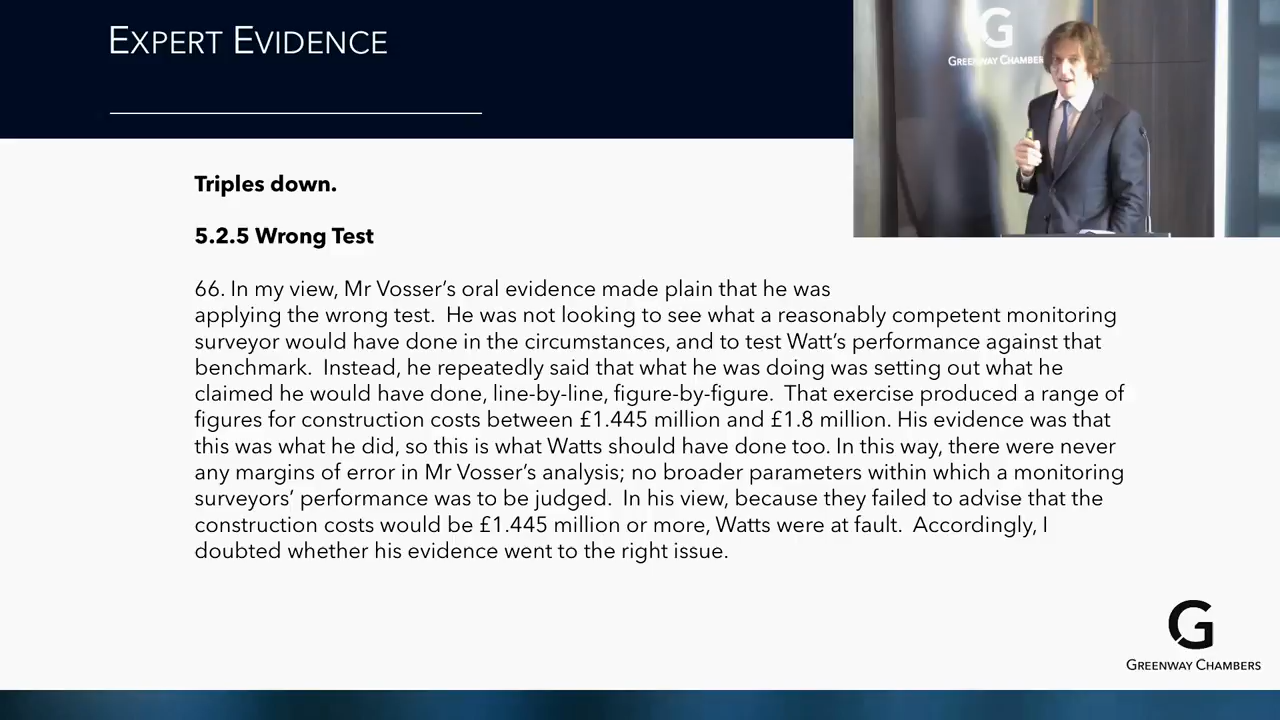 EXPERT EVIDENCE
G
GREENWAY CHAMBER
Triples down.
5.2.5 Wrong Test
66. In my view, Mr Vosser's oral evidence made plain that he was
applying the wrong test.  He was not looking to see what a reasonably competent monitoring
surveyor would have done in the circumstances, and to test Watt's performance against that
benchmark.  Instead, he repeatedly said that what he was doing was setting out what he
claimed he would have done, line-by-line, figure-by-figure.  That exercise produced a range of
figures for construction costs between £1.445 million and £1.8 million. His evidence was that
this was what he did, so this is what Watts should have done too. In this way, there were never
any margins of error in Mr Vosser's analysis; no broader parameters within which a monitoring
surveyors' performance was to be judged.  In his view, because they failed to advise that the
construction costs would be £1.445 million or more, Watts were at fault.  Accordingly, I
doubted whether his evidence went to the right issue.
G
GREENWAY CHAMBERS